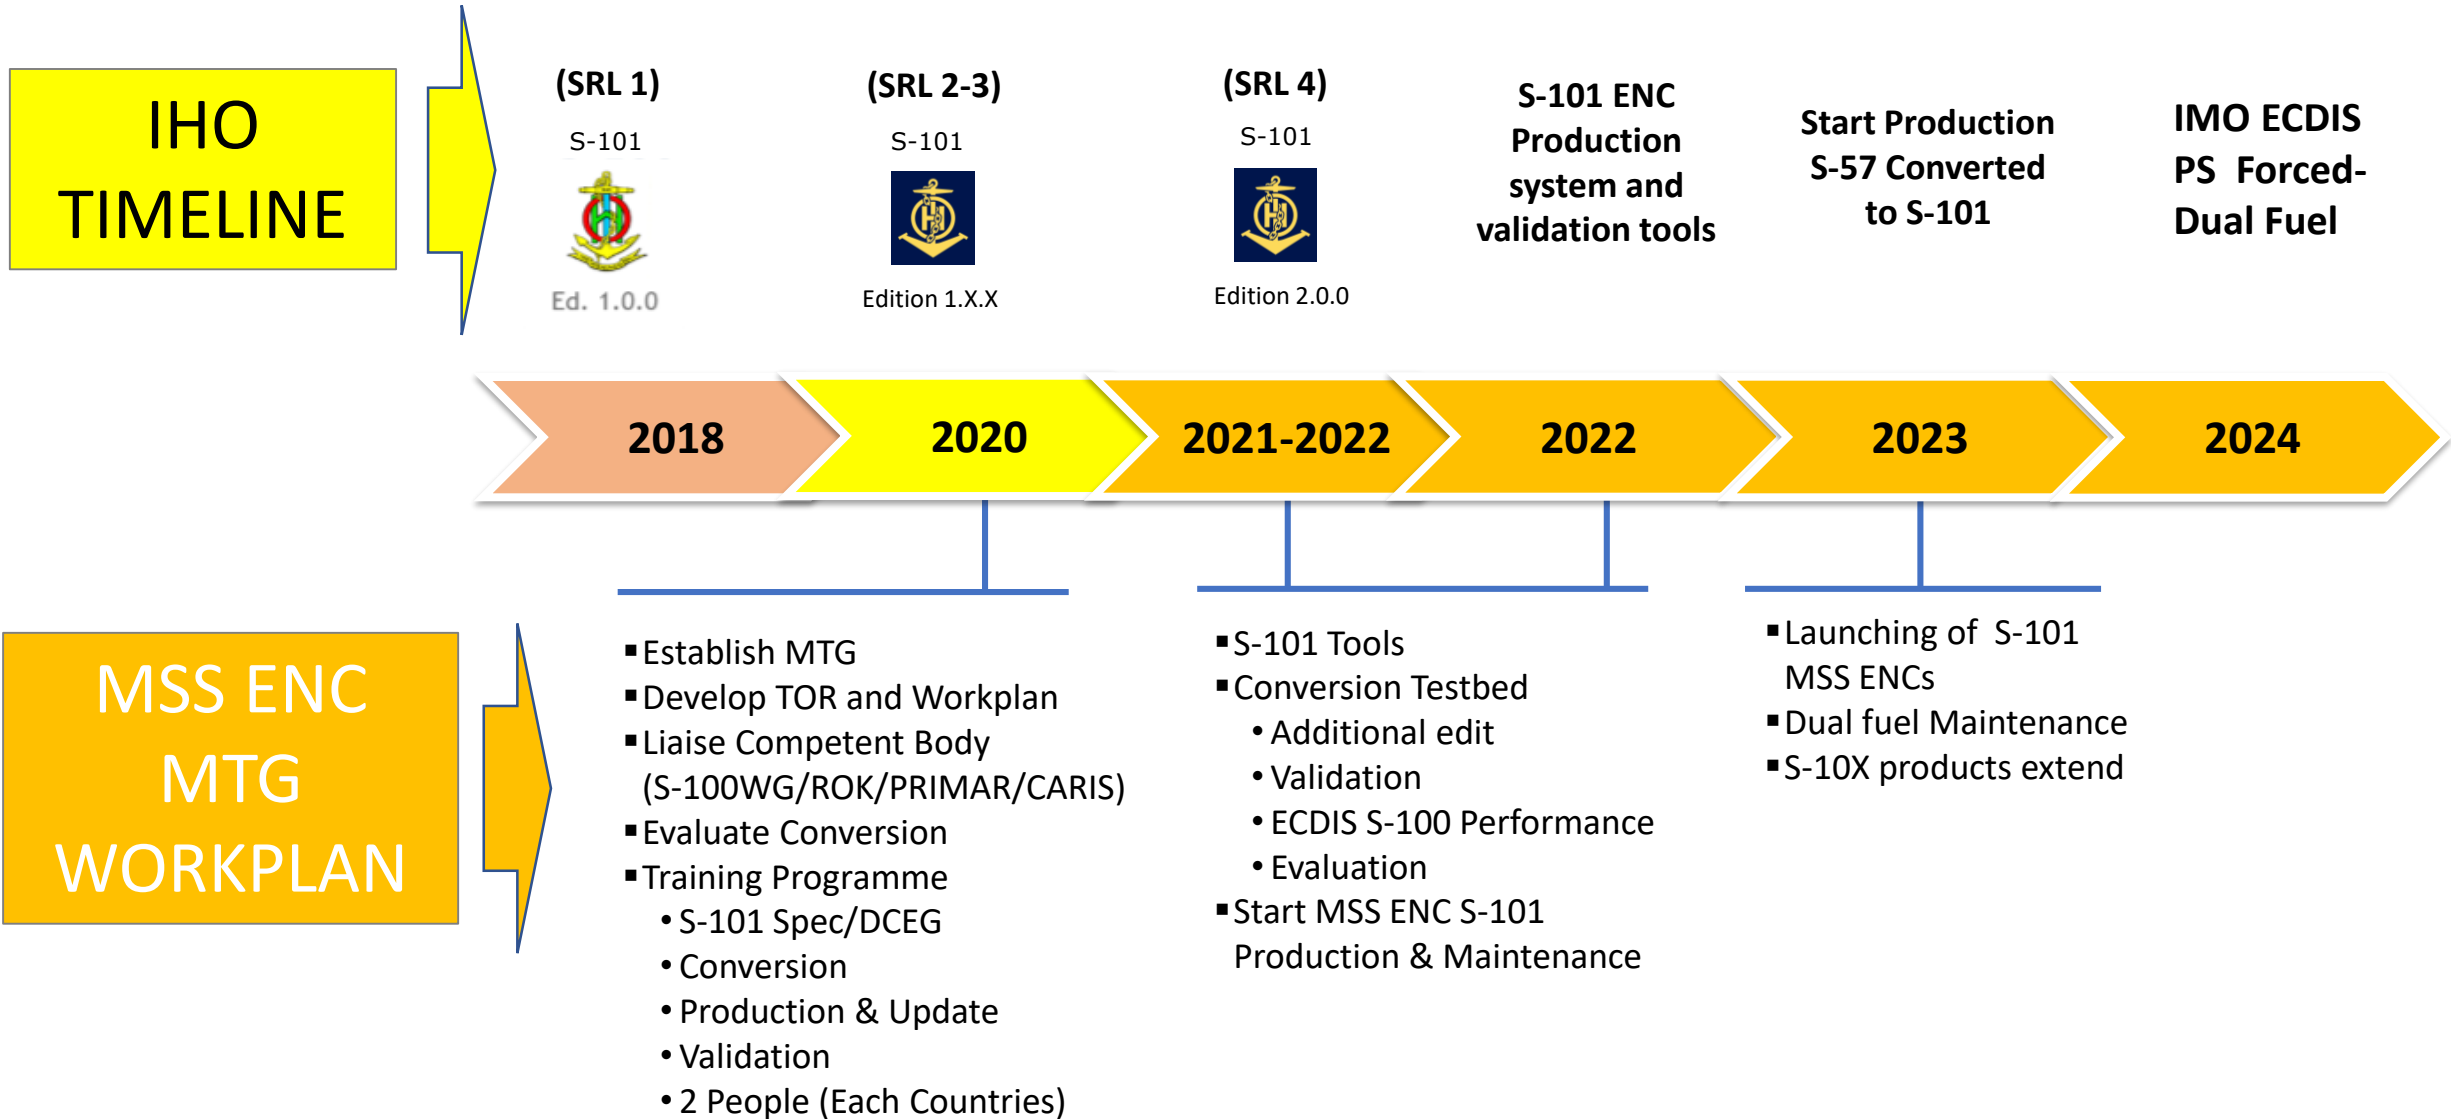 IHO
TIMELINE
(SRL 1)
S-101
Ed. 1.0.0
(SRL 2-3)
S-101
Edition 1.X.X
(SRL 4)
S-101
Edition 2.0.0
S-101 ENC
Production
system and
validation tools
Start Production
S-57 Converted
to S-101
IMO ECDIS
PS  Forced-
Dual Fuel
2018
2020
2021-2022
2022
2023
2024
MSS ENC
MTG
WORKPLAN
▪Establish MTG
▪Develop TOR and Workplan
▪Liaise Competent Body
(S-100WG/ROK/PRIMAR/CARIS)
▪Evaluate Conversion
▪Training Programme
• S-101 Spec/DCEG
• Conversion
• Production & Update
• Validation
• 2 People (Each Countries)
▪S-101 Tools
▪Conversion Testbed
• Additional edit
• Validation
• ECDIS S-100 Performance
• Evaluation
▪Start MSS ENC S-101
Production & Maintenance
▪Launching of  S-101
MSS ENCs
▪Dual fuel Maintenance
▪S-10X products extend